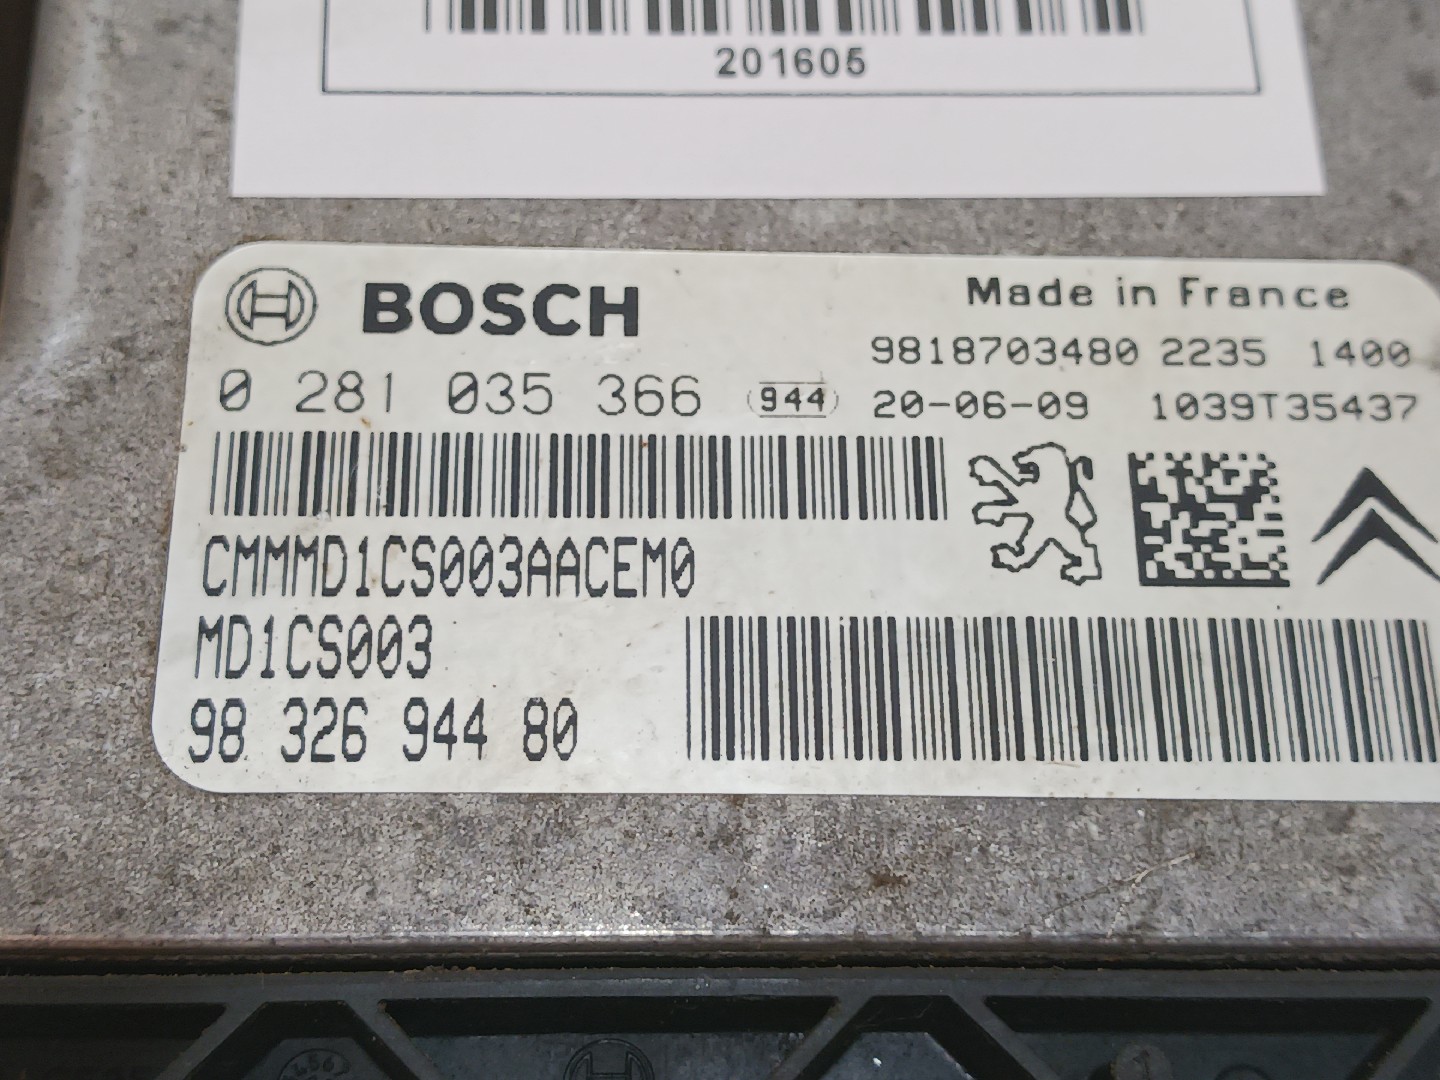 201605
BOSCH
Made in France
9818703480 2235 1400
0 281 035 366 944 20-06-09 1039T35437
CMMMD1CS003AACEM0
MD1CS003
98 326 944 80